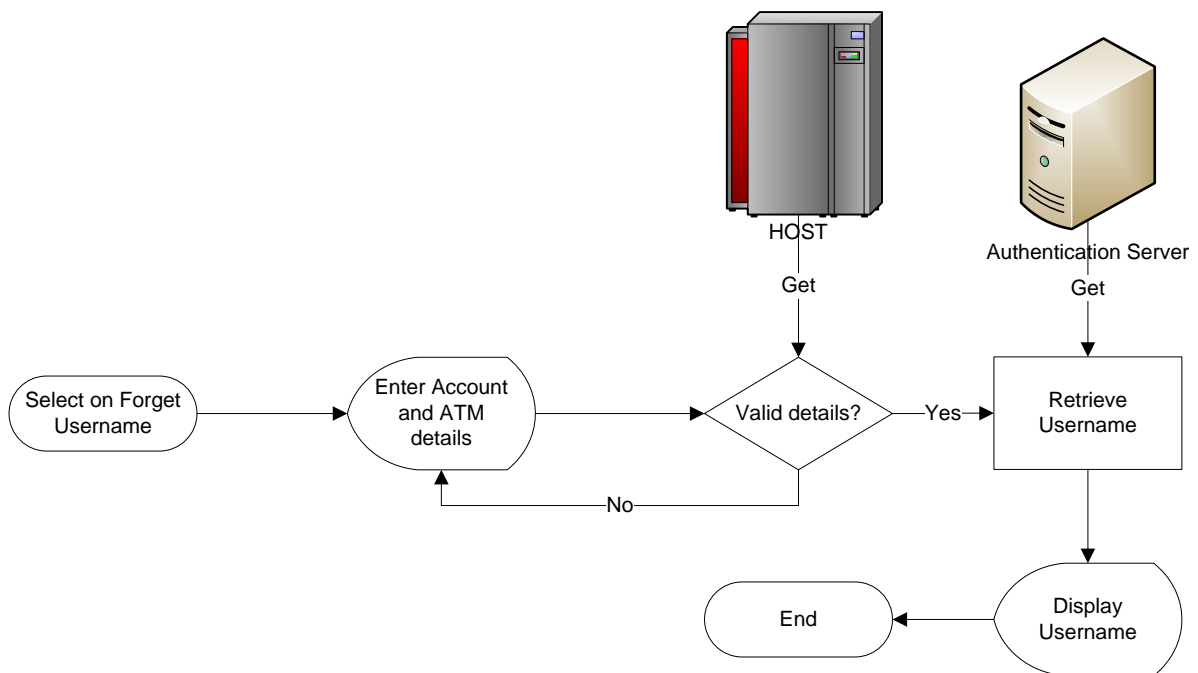 HOST
Authentication Server
Get
Get
Select on Forget
Username
Enter Account
and ATM
details
Valid details?
Yes
Retrieve
Username
No
End
Display
Username